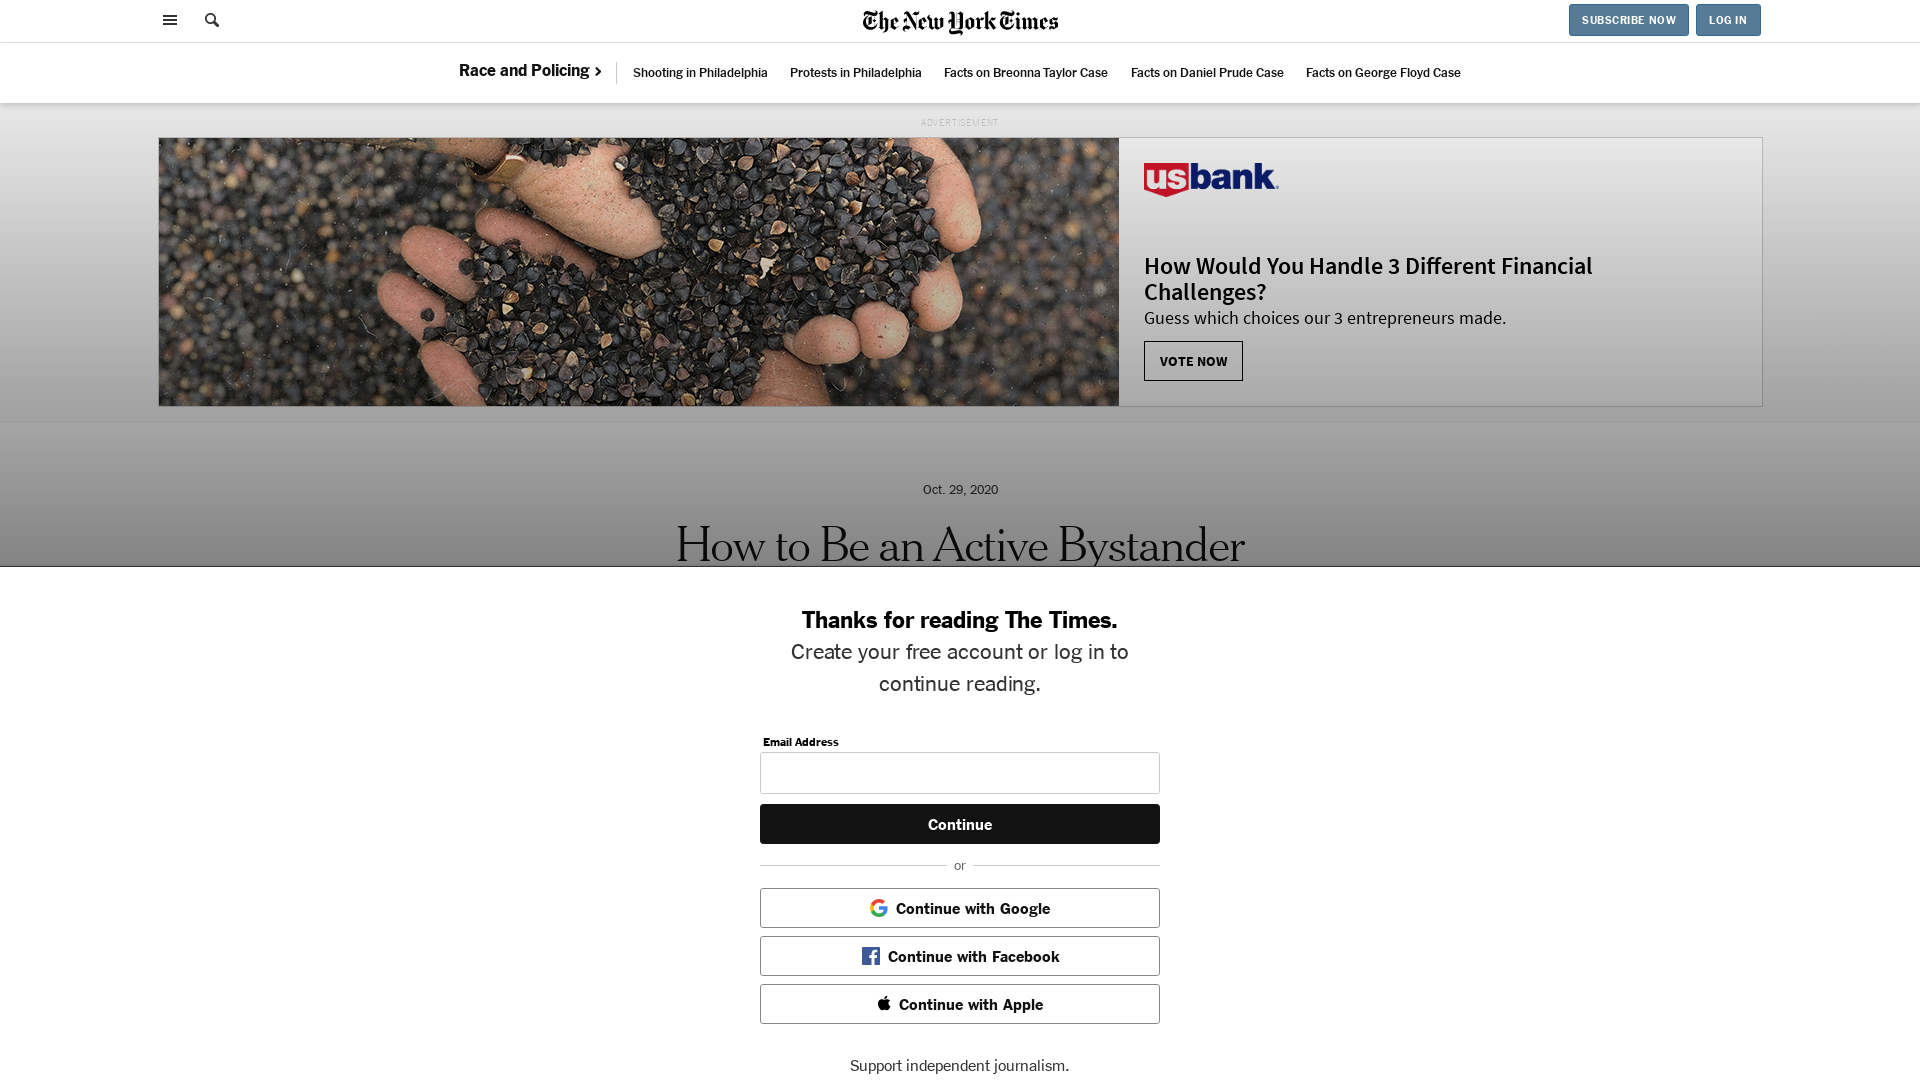 The New York Times
SUBSCRIBE NOW
LOG IN
Race and Policing
Shooting in Philadelphia
Protests in Philadelphia
Facts on Breonna Taylor Case
Facts on Daniel Prude Case
Facts on George Floyd Case
ADVERTISEMENT
usbank
How Would You Handle 3 Different Financial
Challenges?
Guess which choices our 3 entrepreneurs made.
VOTE NOW
Oct. 29, 2020
How to Be an Active Bystander
Thanks for reading The Times.
Create your free account or log in to
continue reading.
Email Address
Continue
or
Continue with Google
Continue with Facebook
Continue with Apple
Support independent journalism.